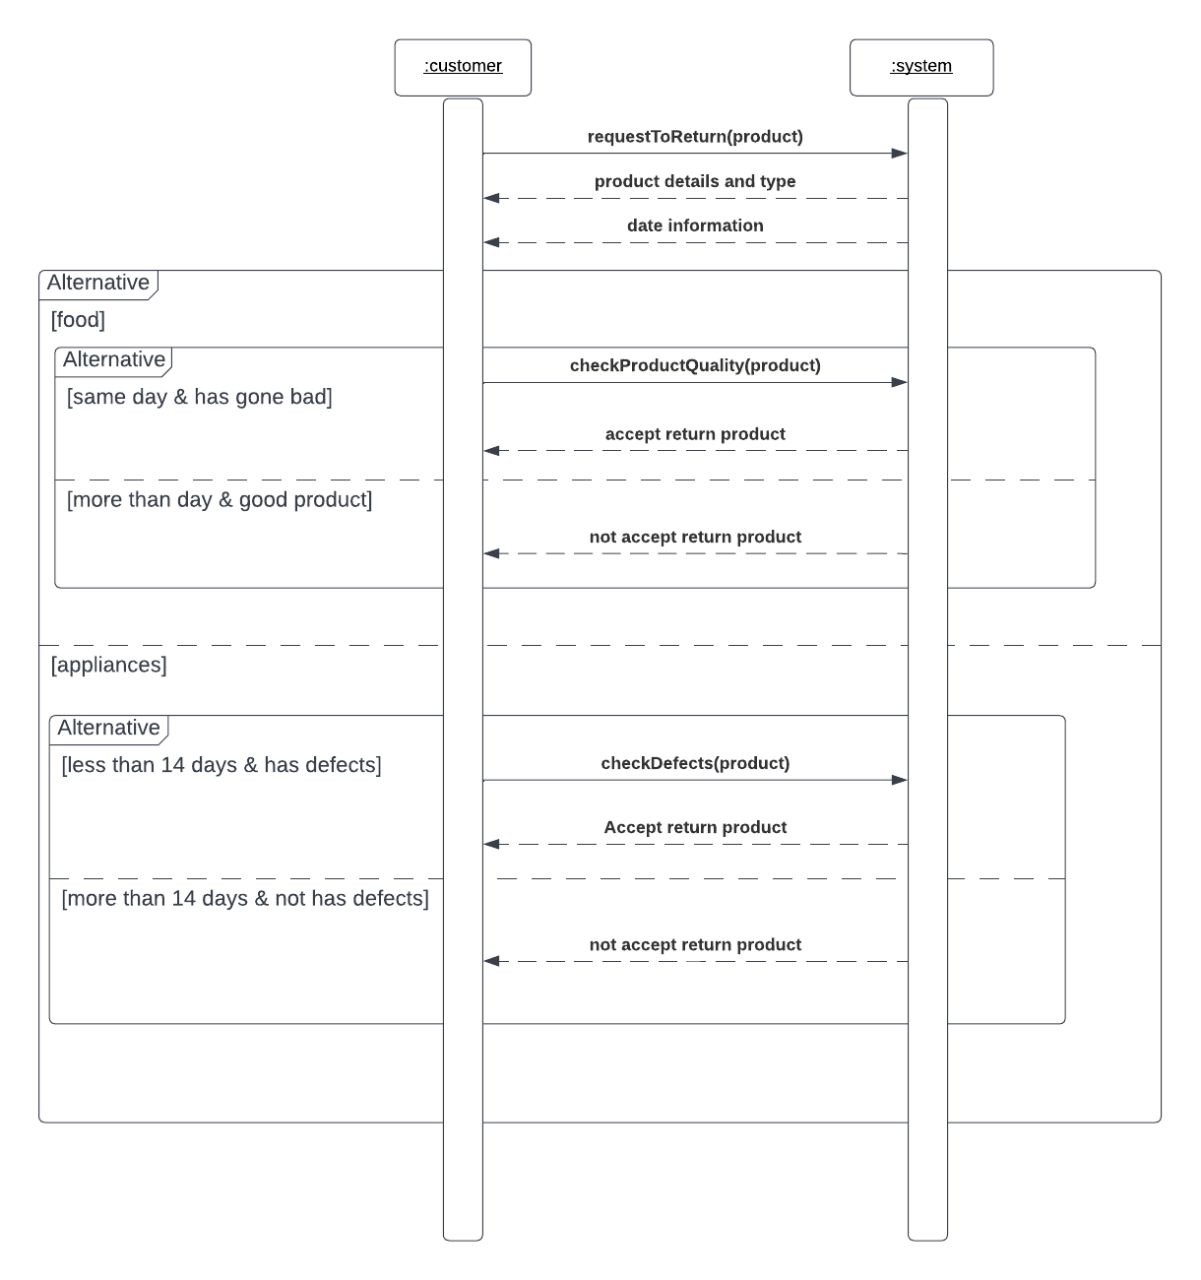 :customer
:system
requestToReturn(product)
product details and type
date information
Alternative
[food]
Alternative
checkProductQuality(product)
[same day & has gone bad]
accept return product
[more than day & good product]
not accept return product
[appliances]
Alternative
[less than 14 days & has defects]
checkDefects(product)
Accept return product
[more than 14 days & not has defects]
not accept return product